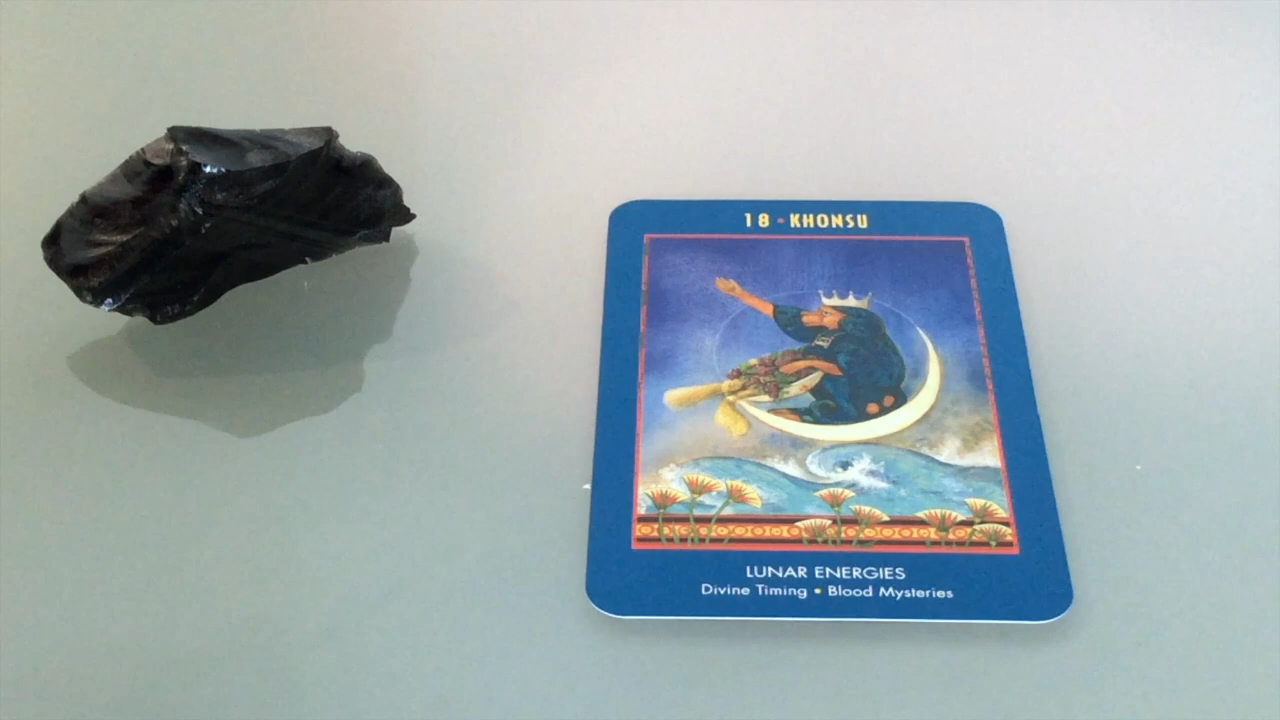 18 • KHONSU
LUNAR ENERGIES
Divine Timing • Blood Mysteries